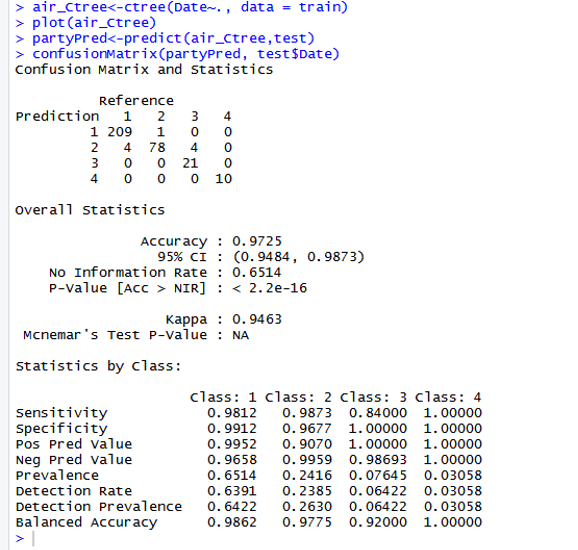 > air_Ctree<-ctree(Date~., data = train)
> plot(air_Ctree)
> partyPred<-predict(air_Ctree,test)
> confusionMatrix(partyPred, test$Date)
Confusion Matrix and Statistics
Reference
Prediction 1 2 3 4
1 209 1 0 0
2 4 78 4 0
3 0 0 21 0
4 0 0 0 10
Overall Statistics
Accuracy : 0.9725
95% CI : (0.9484, 0.9873)
No Information Rate : 0.6514
P-Value [Acc > NIR] : < 2.2e-16
Kappa : 0.9463
Mcnemar's Test P-Value : NA
Statistics by Class:
Class: 1 Class: 2 Class: 3 Class: 4
Sensitivity 0.9812 0.9873 0.84000 1.00000
Specificity 0.9912 0.9677 1.00000 1.00000
Pos Pred Value 0.9952 0.9070 1.00000 1.00000
Neg Pred Value 0.9658 0.9959 0.98693 1.00000
Prevalence 0.6514 0.2416 0.07645 0.03058
Detection Rate 0.6391 0.2385 0.06422 0.03058
Detection Prevalence 0.6422 0.2630 0.06422 0.03058
Balanced Accuracy 0.9862 0.9775 0.92000 1.00000
>